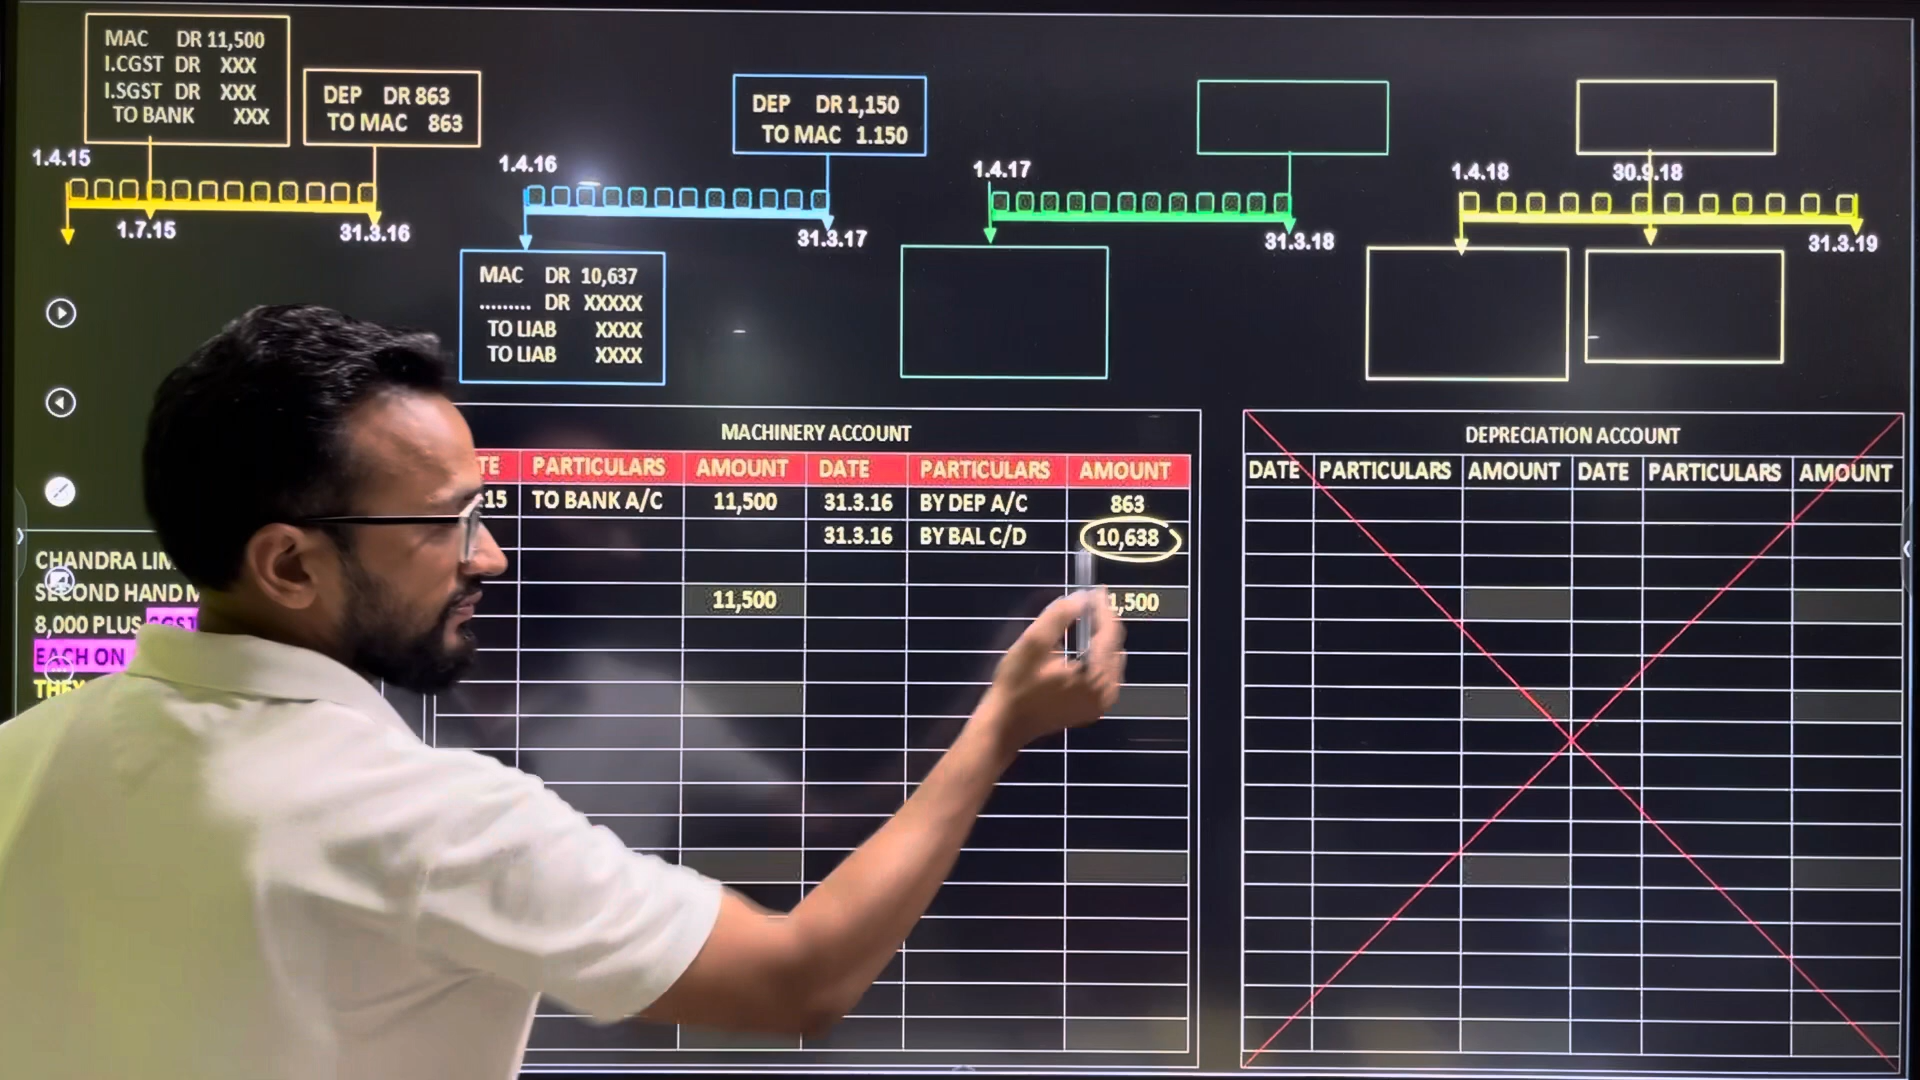 MAC DR 11,500
I.CGST DR XXX
I.SGST DR XXX
TO BANK XXX
DEP DR 863
TO MAC 863
DEP DR 1,150
TO MAC 1.150
1.4.15
1.7.15
31.3.16
1.4.16
31.3.17
1.4.17
31.3.18
1.4.18
30.9.18
31.3.19
MAC DR 10,637
......... DR XXXXX
TO LIAB XXXX
TO LIAB XXXX
MACHINERY ACCOUNT
PARTICULARS AMOUNT DATE PARTICULARS AMOUNT
15 TO BANK A/C 11,500 31.3.16 BY DEP A/C 863
31.3.16 BY BAL C/D 10,638
11,500 1,500
DEPRECIATION ACCOUNT
DATE PARTICULARS AMOUNT DATE PARTICULARS AMOUNT
CHANDRA
SECOND HAND
8,000 PLUS
EACH ON